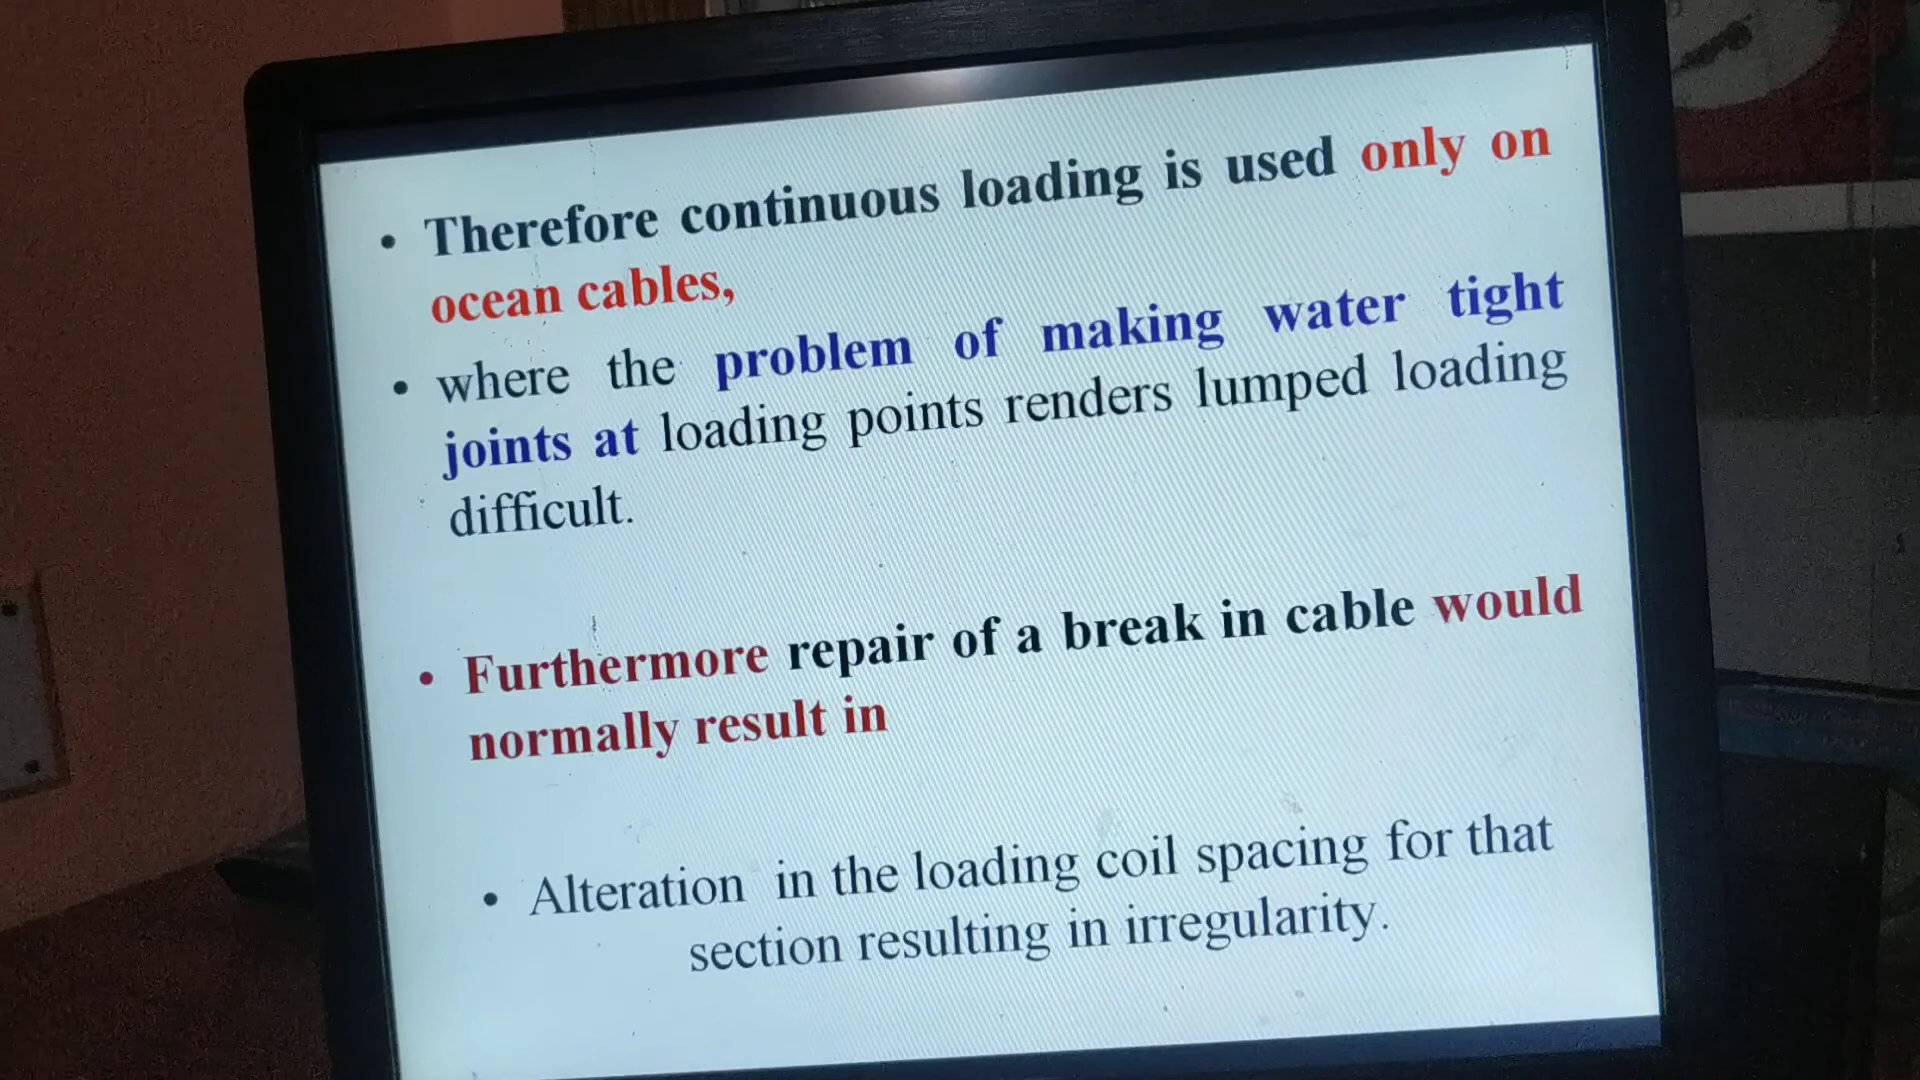 • Therefore continuous loading is used only on
ocean cables,
• where the problem of making water tight
joints at loading points renders lumped loading
difficult.
• Furthermore repair of a break in cable would
normally result in
• Alteration in the loading coil spacing for that
section resulting in irregularity.